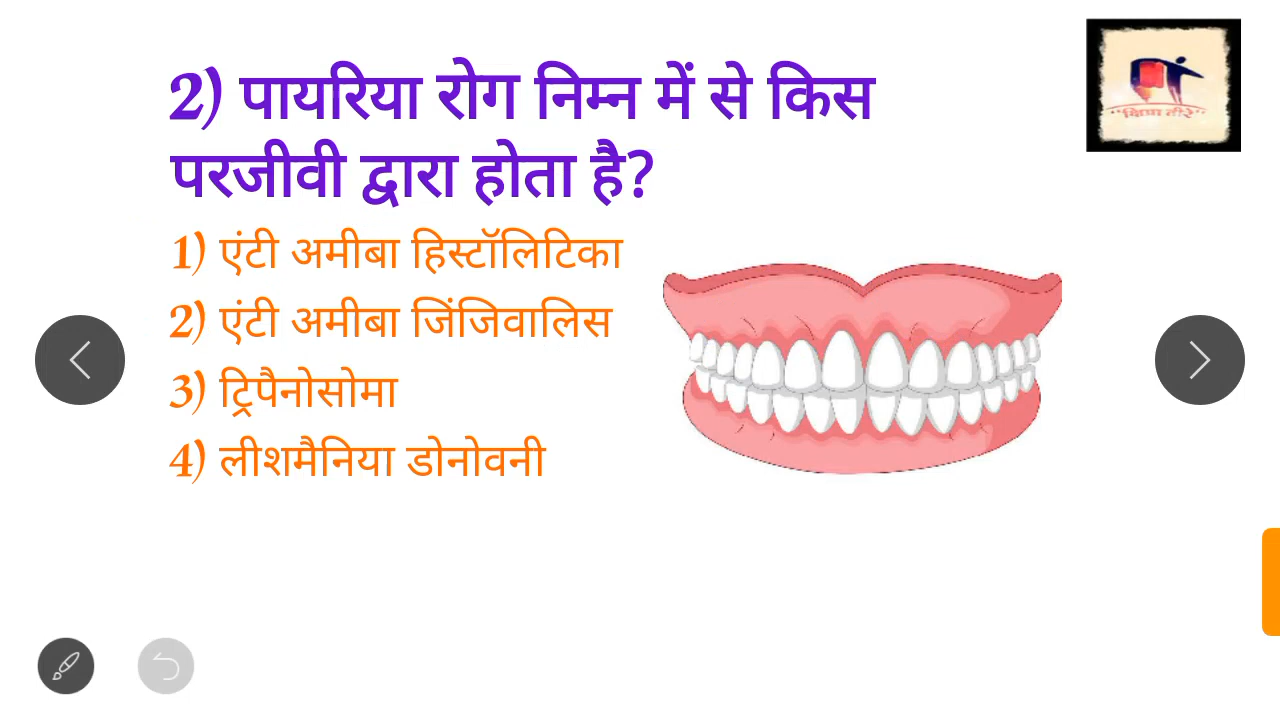 2) पायरिया रोग निम्न में से किस
परजीवी द्वारा होता है?
1) एंटी अमीबा हिस्टॉलिटिका
2) एंटी अमीबा जिंजिवालिस
3) ट्रिपैनोसोमा
4) लीशमैनिया डोनोवनी